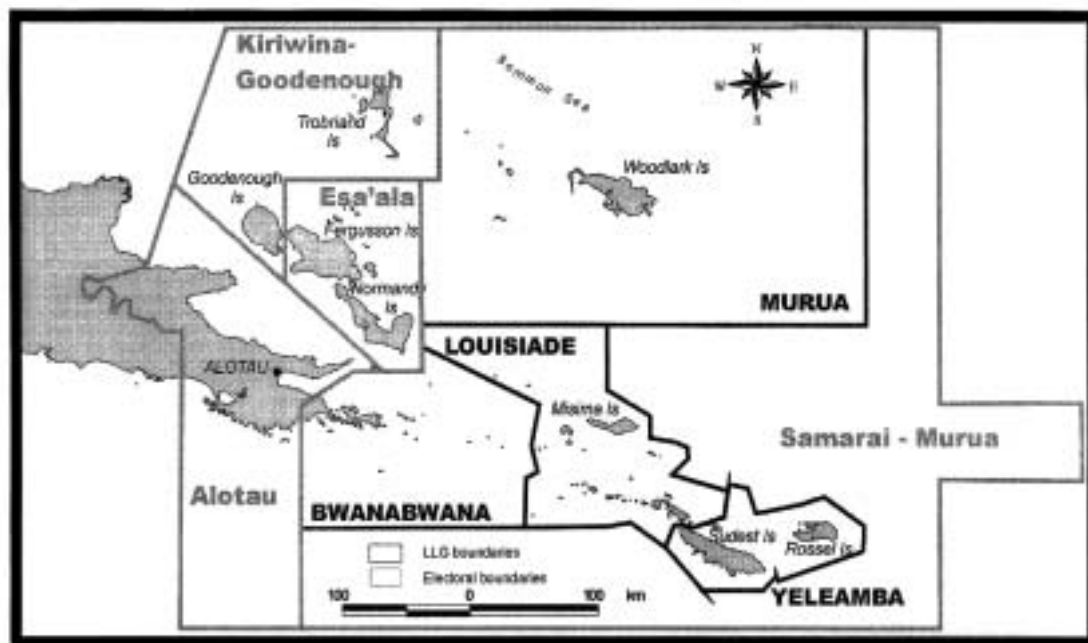 Kiriwina-
Goodenough
Trobriand
Is
Goodenough
Is
Esa'ala
Fergusson Is
Normanby
Is
Solomon Sea
N
W E
S
Woodlark Is
MURUA
LOUISIADE
ALOTAU
Misima Is
Samarai - Murua
Alotau
BWANABWANA
Sudest Is
Rossel Is
YELEAMBA
LLG boundaries
Electoral boundaries
100 0 100 km